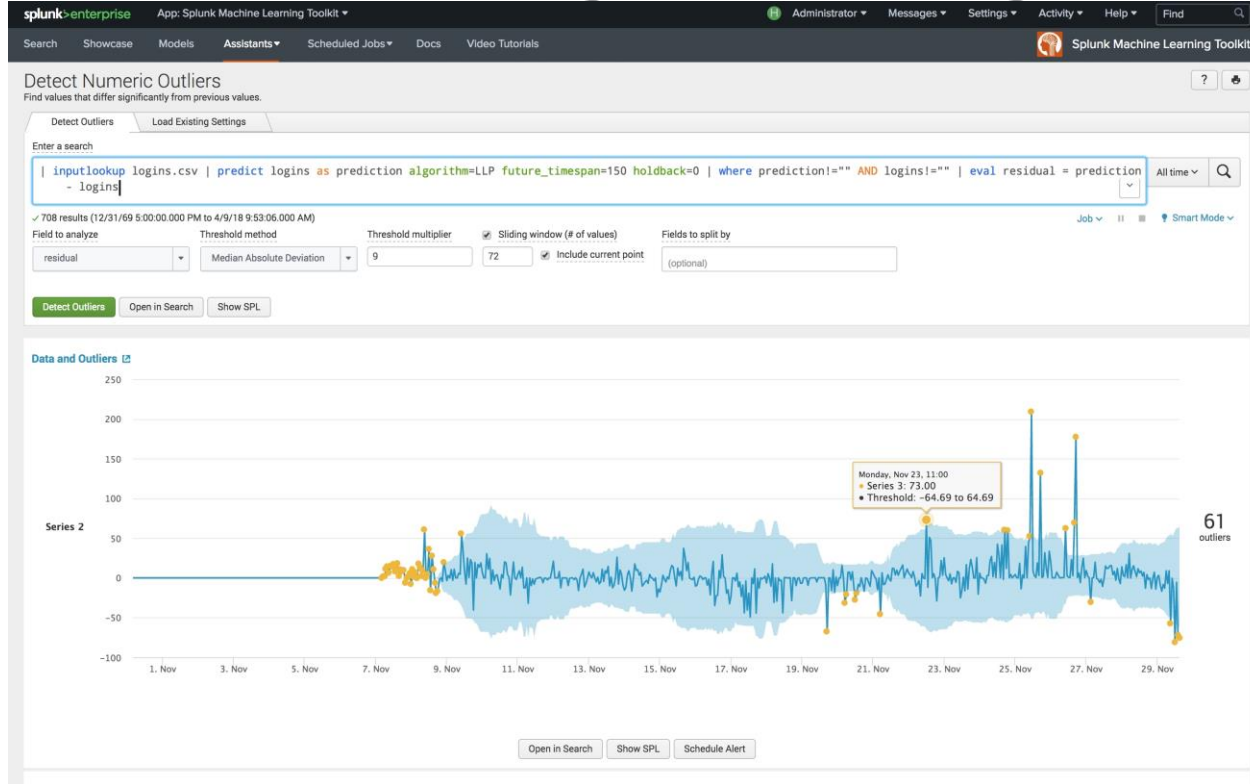 splunk>enterprise App: Splunk Machine Learning Toolkit H Administrator Messages Settings Activity Help Find
Search Showcase Models Assistants Scheduled Jobs Docs Video Tutorials Splunk Machine Learning Toolkit
Detect Numeric Outliers ?
Find values that differ significantly from previous values.
Detect Outliers Load Existing Settings
Enter a search
| inputlookup logins.csv | predict logins as prediction algorithm=LLP future_timespan=150 holdback=0 | where prediction!="" AND logins!="" | eval residual = prediction
- logins
All time
✓ 708 results (12/31/69 5:00:00.000 PM to 4/9/18 9:53:06.000 AM) Job Smart Mode
Field to analyze Threshold method Threshold multiplier Sliding window (# of values) Fields to split by
residual Median Absolute Deviation 9 72 Include current point (optional)
Detect Outliers Open in Search Show SPL
Data and Outliers
250
200
150
100
50
0
-50
-100
Series 2
Monday, Nov 23, 11:00
Series 3: 73.00
Threshold: -64.69 to 64.69
61
outliers
1. Nov 3. Nov 5. Nov 7. Nov 9. Nov 11. Nov 13. Nov 15. Nov 17. Nov 19. Nov 21. Nov 23. Nov 25. Nov 27. Nov 29. Nov
Open in Search Show SPL Schedule Alert